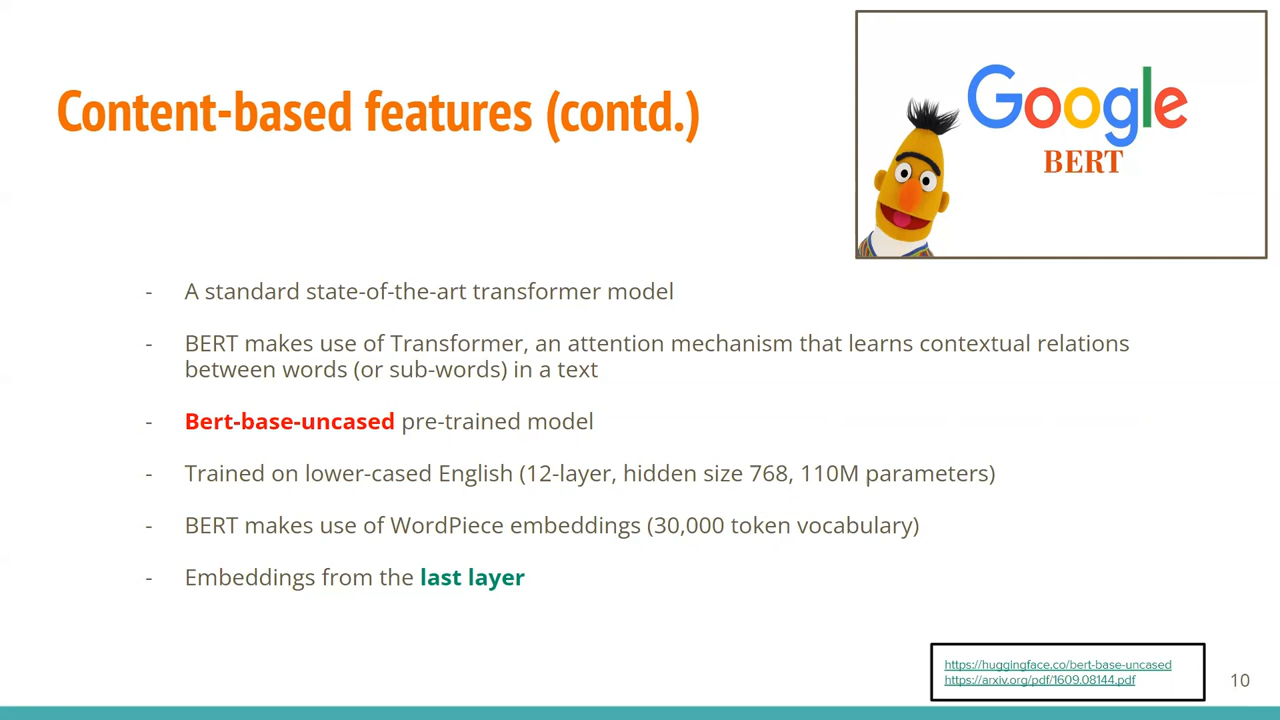 Content-based features (contd.)
Google
BERT
- A standard state-of-the-art transformer model
- BERT makes use of Transformer, an attention mechanism that learns contextual relations
between words (or sub-words) in a text
- Bert-base-uncased pre-trained model
- Trained on lower-cased English (12-layer, hidden size 768, 110M parameters)
- BERT makes use of WordPiece embeddings (30,000 token vocabulary)
- Embeddings from the last layer
https://huggingface.co/bert-base-uncased
https://arxiv.org/pdf/1609.08144.pdf
10